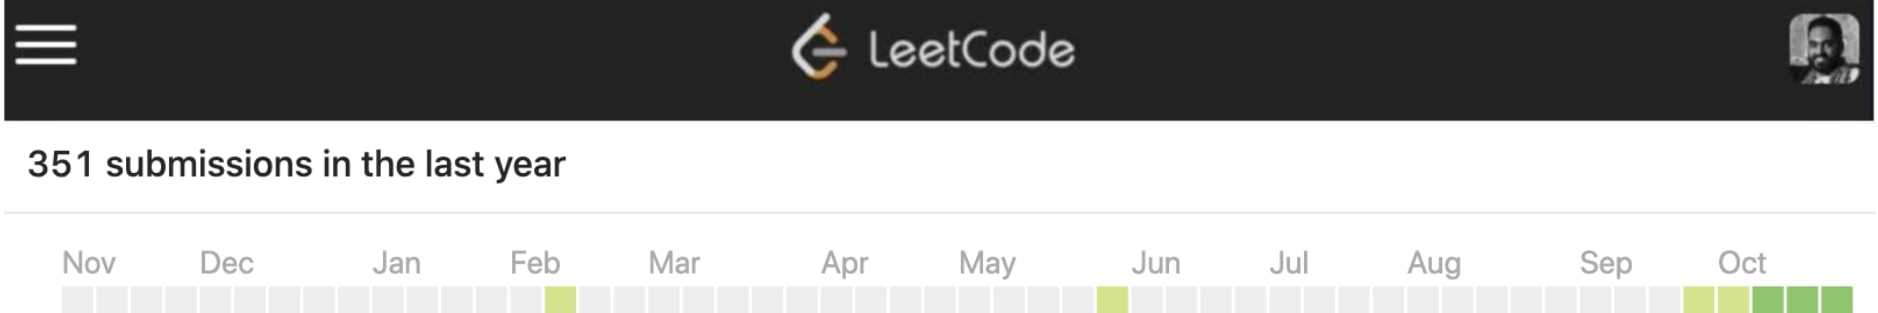 LeetCode
351 submissions in the last year
Nov Dec Jan Feb Mar Apr May Jun Jul Aug Sep Oct